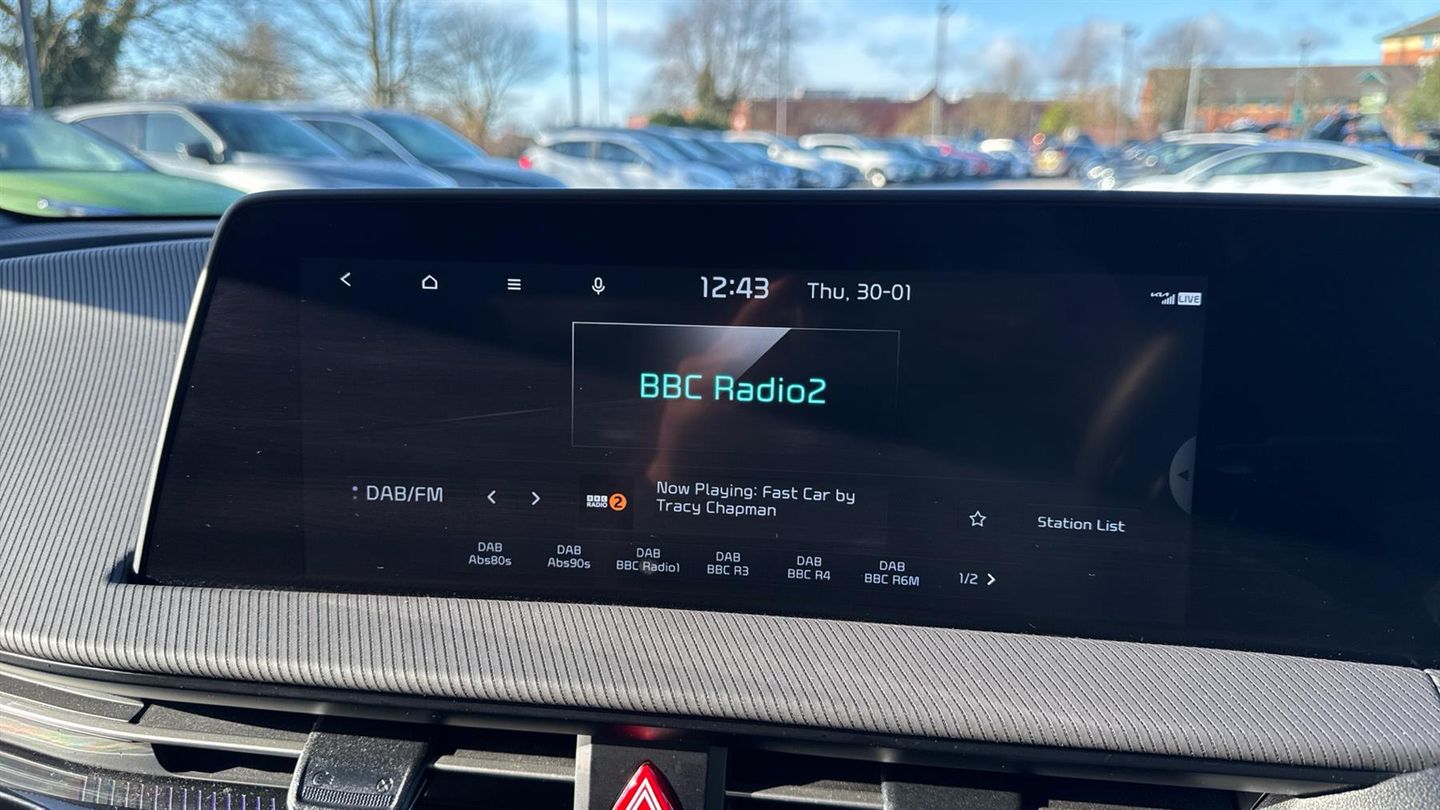 12:43 Thu, 30-01
KIA LIVE
BBC Radio2
DAB/FM
BBC
RADIO 2
Now Playing: Fast Car by
Tracy Chapman
Station List
DAB
Abs80s
DAB
Abs90s
DAB
BBC Radio1
DAB
BBC R3
DAB
BBC R4
DAB
BBC R6M
1/2